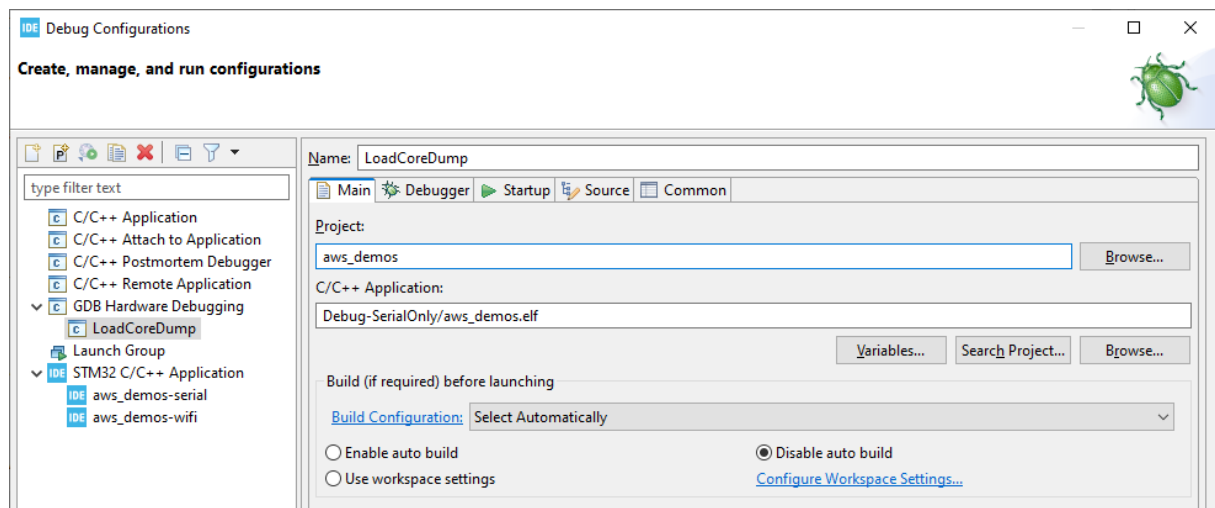 IDE Debug Configurations
Create, manage, and run configurations
type filter text
C/C++ Application
C/C++ Attach to Application
C/C++ Postmortem Debugger
C/C++ Remote Application
GDB Hardware Debugging
LoadCoreDump
Launch Group
IDE STM32 C/C++ Application
IDE aws_demos-serial
IDE aws_demos-wifi
Name: LoadCoreDump
Main Debugger Startup Source Common
Project:
aws_demos Browse...
C/C++ Application:
Debug-SerialOnly/aws_demos.elf
Variables... Search Project... Browse...
Build (if required) before launching
Build Configuration: Select Automatically
Enable auto build Disable auto build
Use workspace settings Configure Workspace Settings...